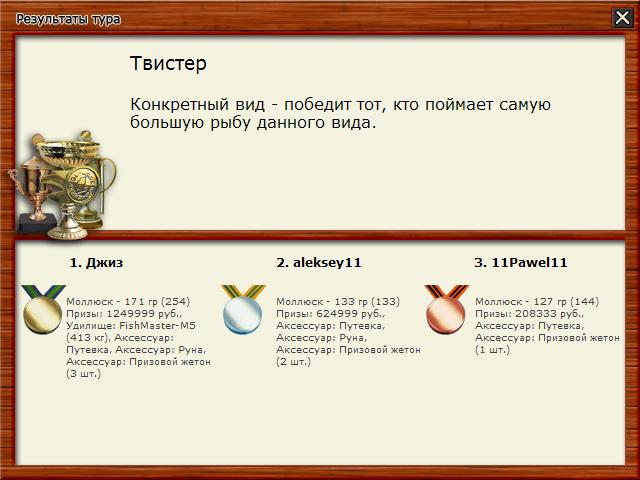 Результаты тура
Твистер
Конкретный вид - победит тот, кто поймает самую
большую рыбу данного вида.
1. Джиз
Моллюск - 171 гр (254)
Призы: 1249999 руб.,
Удилище: FishMaster-M5
(413 кг), Аксессуар:
Путевка, Аксессуар: Руна,
Аксессуар: Призовой жетон
(3 шт.)
2. aleksey11
Моллюск - 133 гр (133)
Призы: 624999 руб.,
Аксессуар: Путевка,
Аксессуар: Руна,
Аксессуар: Призовой жетон
(2 шт.)
3. 11Pawel11
Моллюск - 127 гр (144)
Призы: 208333 руб.,
Аксессуар: Путевка,
Аксессуар: Призовой жетон
(1 шт.)